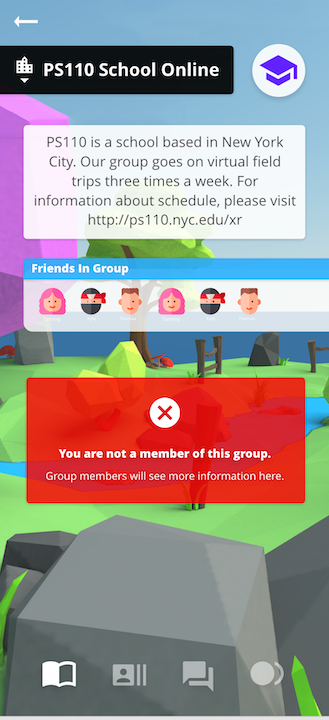 PS110 School Online
PS110 is a school based in New York
City. Our group goes on virtual field
trips three times a week. For
information about schedule, please visit
http://ps110.nyc.edu/xr
Friends In Group
You are not a member of this group.
Group members will see more information here.